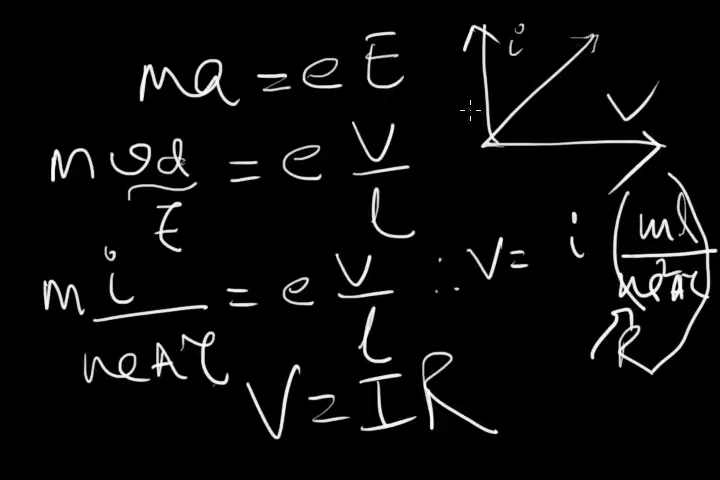 ma = eE
i
V
m vd/τ = e V/l
m i/neAτ = e V/l ∴ V = i (ml/ne²Aτ)
R
V = IR